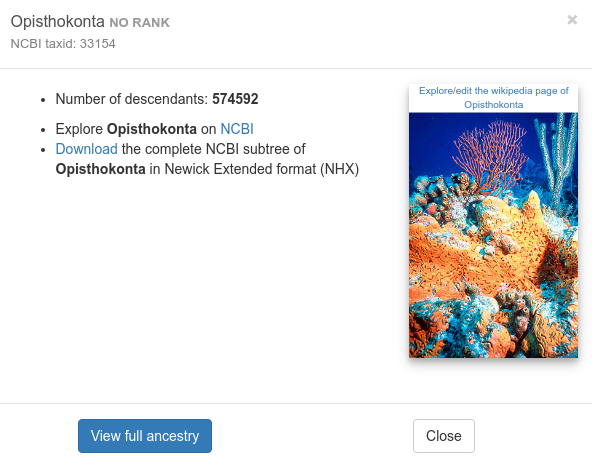 Opisthokonta NO RANK
×
NCBI taxid: 33154
• Number of descendants: 574592
• Explore Opisthokonta on NCBI
• Download the complete NCBI subtree of
Opisthokonta in Newick Extended format (NHX)
Explore/edit the wikipedia page of
Opisthokonta
View full ancestry
Close